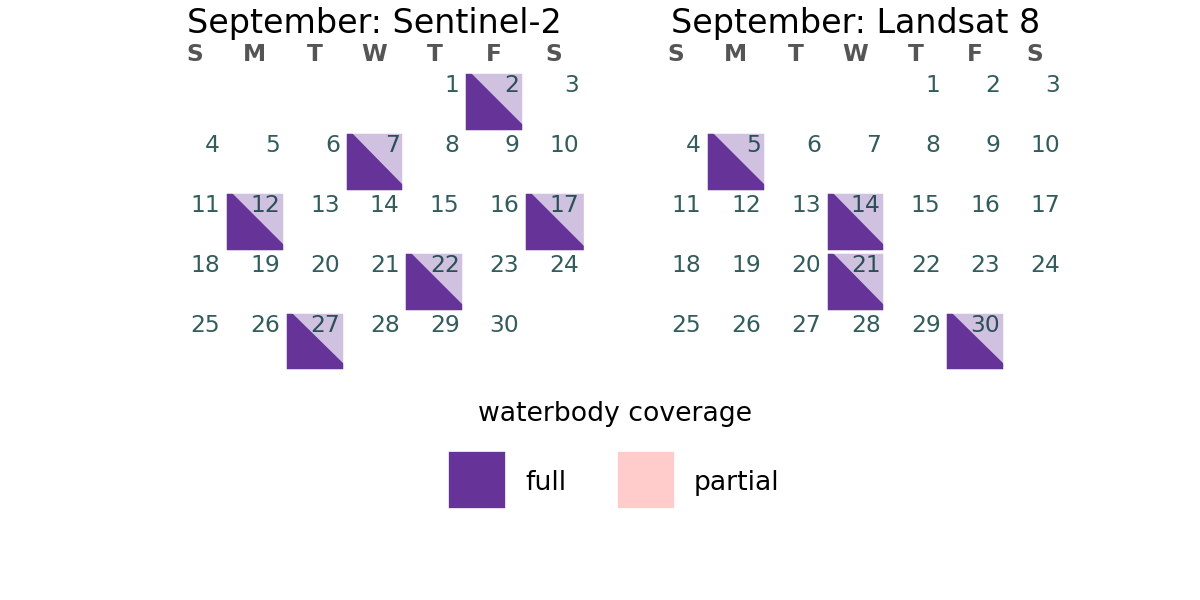 September: Sentinel-2
S M T W T F S
1 2 3
4 5 6 7 8 9 10
11 12 13 14 15 16 17
18 19 20 21 22 23 24
25 26 27 28 29 30
September: Landsat 8
S M T W T F S
1 2 3
4 5 6 7 8 9 10
11 12 13 14 15 16 17
18 19 20 21 22 23 24
25 26 27 28 29 30
waterbody coverage
full partial